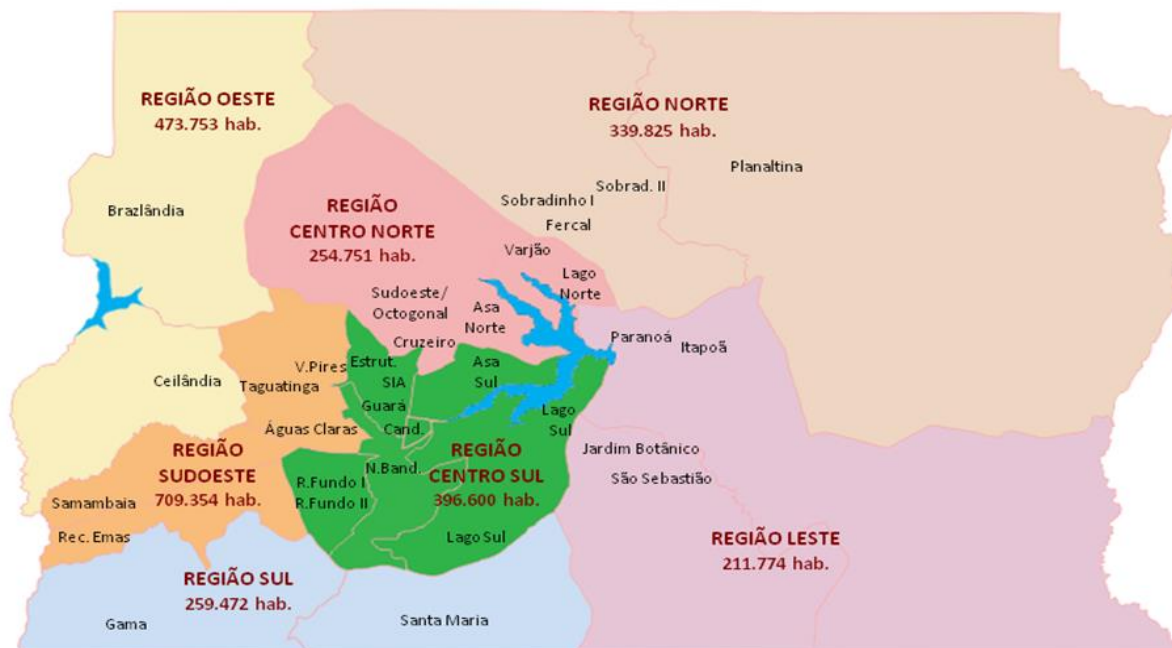 REGIÃO OESTE
473.753 hab.
Brazlândia
Ceilândia
REGIÃO NORTE
339.825 hab.
Planaltina
Sobrad. II
Sobradinho I
Fercal
REGIÃO
CENTRO NORTE
254.751 hab.
Varjão
Lago
Norte
Sudoeste/
Octogonal
Asa
Norte
Cruzeiro
Paranoá
Itapoã
V.Pires
Taguatinga
Águas Claras
Estrut.
SIA
Guará
Cand.
Asa
Sul
Lago
Sul
N.Band.
REGIÃO
CENTRO SUL
396.600 hab.
R.Fundo I
R.Fundo II
Lago Sul
REGIÃO
SUDOESTE
709.354 hab.
Samambaia
Rec. Emas
Jardim Botânico
São Sebastião
REGIÃO LESTE
211.774 hab.
REGIÃO SUL
259.472 hab.
Gama
Santa Maria